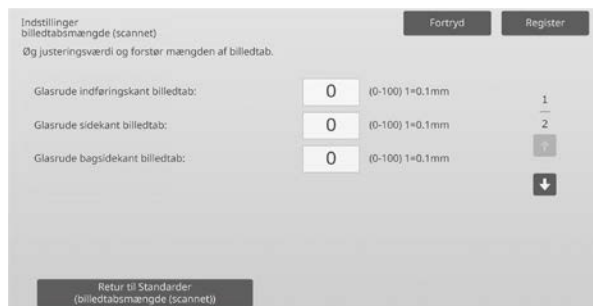 Indstillinger
billedtabsmængde (scannet)
Fortryd
Register
Øg justeringsværdi og forstør mængden af billedtab.
Glasrude indføringskant billedtab:
0
(0-100) 1=0.1mm
Glasrude sidekant billedtab:
0
(0-100) 1=0.1mm
Glasrude bagsidekant billedtab:
0
(0-100) 1=0.1mm
1
2
Retur til Standarder
(billedtabsmængde (scannet))